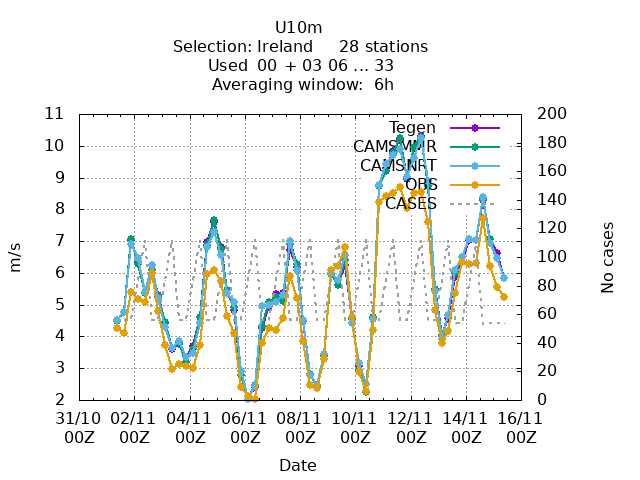 U10m
Selection: Ireland 28 stations
Used 00 + 03 06 ... 33
Averaging window: 6h
11
10
9
8
7
6
5
4
3
2
m/s
200
180
160
140
120
100
80
60
40
20
0
No cases
Tegen
CAMSMDIR
CAMSNRT
OBS
CASES
31/10 02/11 04/11 06/11 08/11 10/11 12/11 14/11 16/11
00Z 00Z 00Z 00Z 00Z 00Z 00Z 00Z 00Z
Date